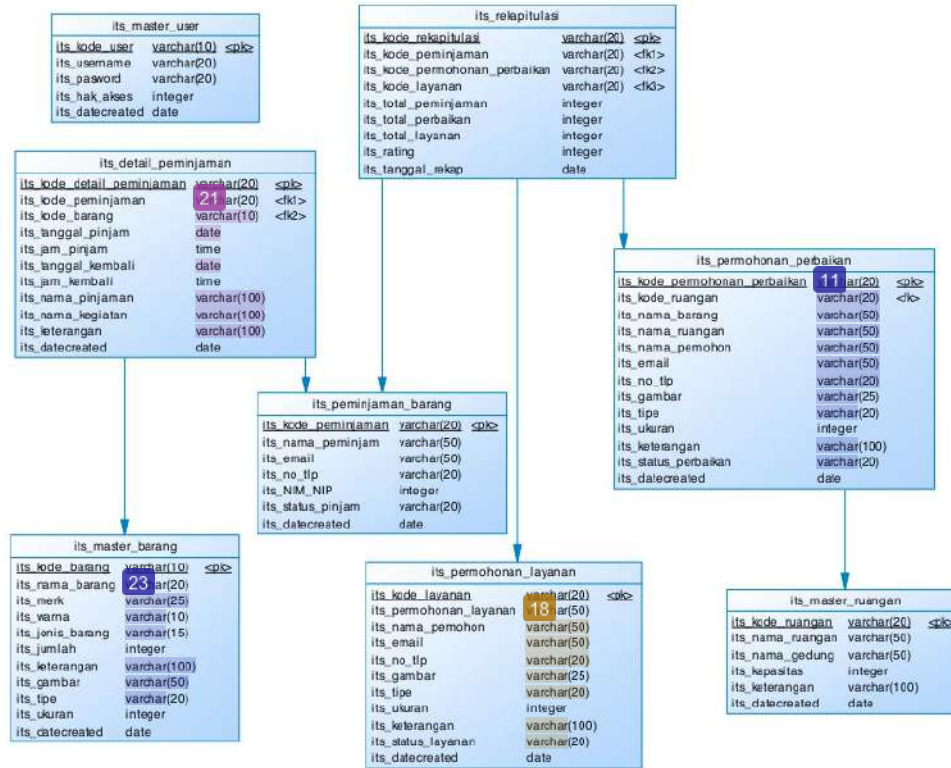 its_master_user
its_kode_user varchar(10) <pk>
its_username varchar(20)
its_pasword varchar(20)
its_hak_akses integer
its_datecreated date
its_rekapitulasi
its_kode_rekapitulasi varchar(20) <pk>
its_kode_peminjaman varchar(20) <fk1>
its_kode_permohonan_perbaikan varchar(20) <fk2>
its_kode_layanan varchar(20) <fk3>
its_total_peminjaman integer
its_total_perbaikan integer
its_total_layanan integer
its_rating integer
its_tanggal_rekap date
its_detail_peminjaman
its_kode_detail_peminjaman varchar(20) <pk>
its_kode_peminjaman 21 char(20) <fk1>
its_kode_barang varchar(10) <fk2>
its_tanggal_pinjam date
its_jam_pinjam time
its_tanggal_kembali date
its_jam_kembali time
its_nama_pinjaman varchar(100)
its_nama_kegiatan varchar(100)
its_keterangan varchar(100)
its_datecreated date
its_permohonan_perbaikan
its_kode_permohonan_perbaikan 11 char(20) <pk>
its_kode_ruangan varchar(20) <fk>
its_nama_barang varchar(50)
its_nama_ruangan varchar(50)
its_nama_pemohon varchar(50)
its_email varchar(50)
its_no_tlp varchar(20)
its_gambar varchar(25)
its_tipe varchar(20)
its_ukuran integer
its_keterangan varchar(100)
its_status_perbaikan varchar(20)
its_datecreated date
its_peminjaman_barang
its_kode_peminjaman varchar(20) <pk>
its_nama_peminjam varchar(50)
its_email varchar(50)
its_no_tlp varchar(20)
its_NIM_NIP integer
its_status_pinjam varchar(20)
its_datecreated date
its_master_barang
its_kode_barang varchar(10) <pk>
its_nama_barang 23 char(20)
its_merk varchar(25)
its_warna varchar(10)
its_jenis_barang varchar(15)
its_jumlah integer
its_keterangan varchar(100)
its_gambar varchar(50)
its_tipe varchar(20)
its_ukuran integer
its_datecreated date
its_permohonan_layanan
its_kode_layanan varchar(20) <pk>
its_permohonan_layanan 18 char(50)
its_nama_pemohon varchar(50)
its_email varchar(50)
its_no_tlp varchar(20)
its_gambar varchar(25)
its_tipe varchar(20)
its_ukuran integer
its_keterangan varchar(100)
its_status_layanan varchar(20)
its_datecreated date
its_master_ruangan
its_kode_ruangan varchar(20) <pk>
its_nama_ruangan varchar(50)
its_nama_gedung varchar(50)
its_kapasitas integer
its_keterangan varchar(100)
its_datecreated date